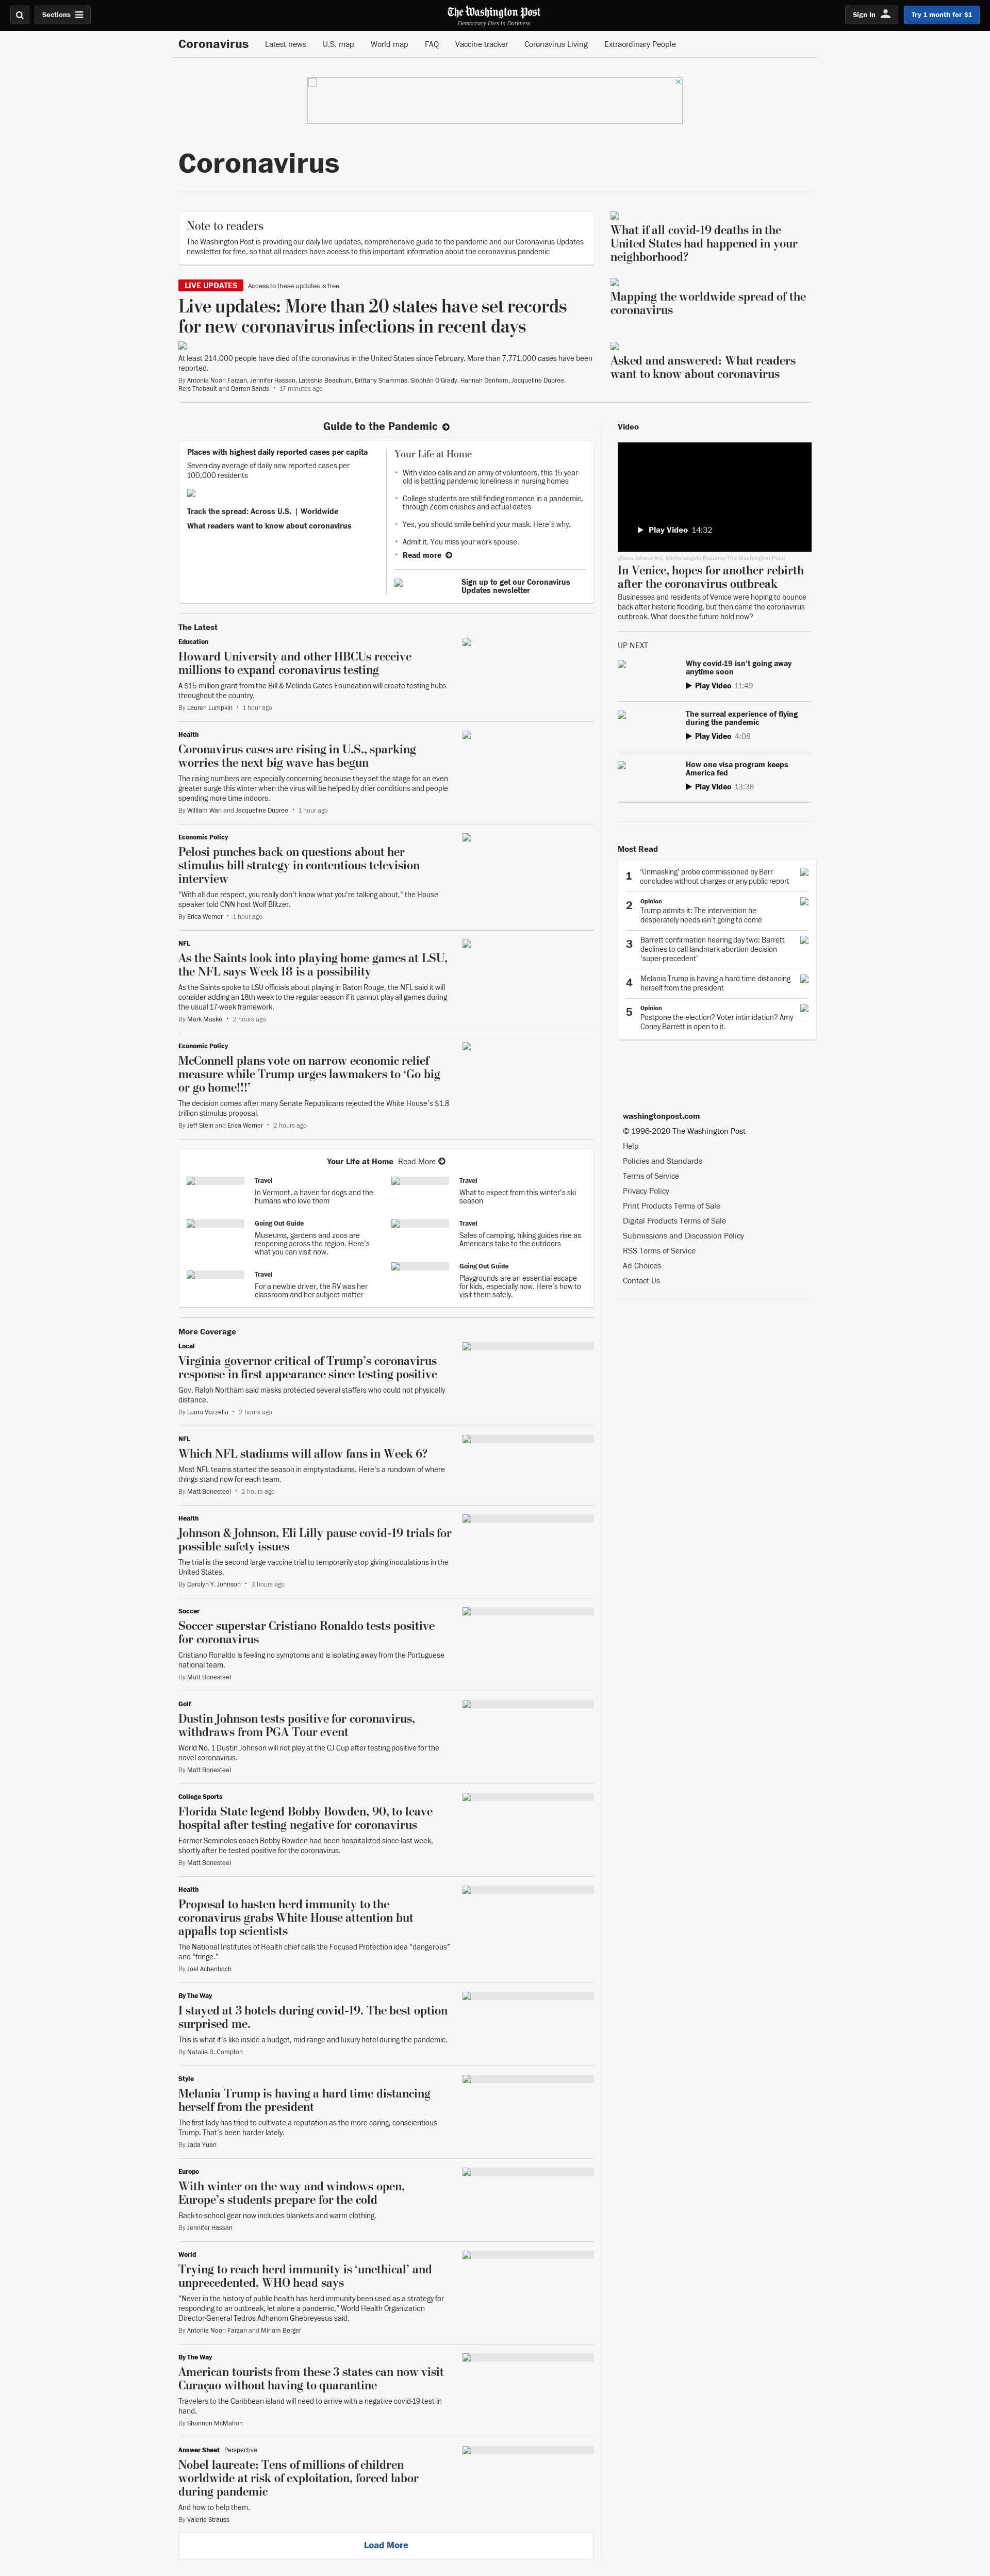 Sections
The Washington Post
Democracy Dies in Darkness
Sign In
Try 1 month for $1
Coronavirus
Latest news
U.S. map
World map
FAQ
Vaccine tracker
Coronavirus Living
Extraordinary People
Coronavirus
Note to readers
The Washington Post is providing our daily live updates, comprehensive guide to the pandemic and our Coronavirus Updates
newsletter for free, so that all readers have access to this important information about the coronavirus pandemic
LIVE UPDATES Access to these updates is free
Live updates: More than 20 states have set records
for new coronavirus infections in recent days
At least 214,000 people have died of the coronavirus in the United States since February. More than 7,771,000 cases have been
reported.
By Antonia Noori Farzan, Jennifer Hassan, Lateshia Beachum, Brittany Shammas, Siobhán O'Grady, Hannah Denham, Jacqueline Dupree,
Reis Thebault and Darren Sands • 17 minutes ago
What if all covid-19 deaths in the
United States had happened in your
neighborhood?
Mapping the worldwide spread of the
coronavirus
Asked and answered: What readers
want to know about coronavirus
Guide to the Pandemic
Places with highest daily reported cases per capita
Seven-day average of daily new reported cases per
100,000 residents
Track the spread: Across U.S. | Worldwide
What readers want to know about coronavirus
Your Life at Home
With video calls and an army of volunteers, this 15-year-
old is battling pandemic loneliness in nursing homes
College students are still finding romance in a pandemic,
through Zoom crushes and actual dates
Yes, you should smile behind your mask. Here's why.
Admit it. You miss your work spouse.
Read more
Sign up to get our Coronavirus
Updates newsletter
The Latest
Education
Howard University and other HBCUs receive
millions to expand coronavirus testing
A $15 million grant from the Bill & Melinda Gates Foundation will create testing hubs
throughout the country.
By Lauren Lumpkin • 1 hour ago
Health
Coronavirus cases are rising in U.S., sparking
worries the next big wave has begun
The rising numbers are especially concerning because they set the stage for an even
greater surge this winter when the virus will be helped by drier conditions and people
spending more time indoors.
By William Wan and Jacqueline Dupree • 1 hour ago
Economic Policy
Pelosi punches back on questions about her
stimulus bill strategy in contentious television
interview
"With all due respect, you really don't know what you're talking about," the House
speaker told CNN host Wolf Blitzer.
By Erica Werner • 1 hour ago
NFL
As the Saints look into playing home games at LSU,
the NFL says Week 18 is a possibility
As the Saints spoke to LSU officials about playing in Baton Rouge, the NFL said it will
consider adding an 18th week to the regular season if it cannot play all games during
the usual 17-week framework.
By Mark Maske • 2 hours ago
Economic Policy
McConnell plans vote on narrow economic relief
measure while Trump urges lawmakers to ‘Go big
or go home!!!’
The decision comes after many Senate Republicans rejected the White House's $1.8
trillion stimulus proposal.
By Jeff Stein and Erica Werner • 2 hours ago
Your Life at Home Read More
Travel
In Vermont, a haven for dogs and the
humans who love them
Going Out Guide
Museums, gardens and zoos are
reopening across the region. Here's
what you can visit now.
Travel
For a newbie driver, the RV was her
classroom and her subject matter
Travel
What to expect from this winter's ski
season
Travel
Sales of camping, hiking guides rise as
Americans take to the outdoors
Going Out Guide
Playgrounds are an essential escape
for kids, especially now. Here's how to
visit them safely.
More Coverage
Local
Virginia governor critical of Trump's coronavirus
response in first appearance since testing positive
Gov. Ralph Northam said masks protected several staffers who could not physically
distance.
By Laura Vozzella • 2 hours ago
NFL
Which NFL stadiums will allow fans in Week 6?
Most NFL teams started the season in empty stadiums. Here's a rundown of where
things stand now for each team.
By Matt Bonesteel • 2 hours ago
Health
Johnson & Johnson, Eli Lilly pause covid-19 trials for
possible safety issues
The trial is the second large vaccine trial to temporarily stop giving inoculations in the
United States.
By Carolyn Y. Johnson • 3 hours ago
Soccer
Soccer superstar Cristiano Ronaldo tests positive
for coronavirus
Cristiano Ronaldo is feeling no symptoms and is isolating away from the Portuguese
national team.
By Matt Bonesteel
Golf
Dustin Johnson tests positive for coronavirus,
withdraws from PGA Tour event
World No. 1 Dustin Johnson will not play at the CJ Cup after testing positive for the
novel coronavirus.
By Matt Bonesteel
College Sports
Florida State legend Bobby Bowden, 90, to leave
hospital after testing negative for coronavirus
Former Seminoles coach Bobby Bowden had been hospitalized since last week,
shortly after he tested positive for the coronavirus.
By Matt Bonesteel
Health
Proposal to hasten herd immunity to the
coronavirus grabs White House attention but
appalls top scientists
The National Institutes of Health chief calls the Focused Protection idea “dangerous”
and “fringe.”
By Joel Achenbach
By The Way
I stayed at 3 hotels during covid-19. The best option
surprised me.
This is what it's like inside a budget, mid-range and luxury hotel during the pandemic.
By Natalie B. Compton
Style
Melania Trump is having a hard time distancing
herself from the president
The first lady has tried to cultivate a reputation as the more caring, conscientious
Trump. That's been harder lately.
By Jada Yuan
Europe
With winter on the way and windows open,
Europe's students prepare for the cold
Back-to-school gear now includes blankets and warm clothing.
By Jennifer Hassan
World
Trying to reach herd immunity is ‘unethical’ and
unprecedented, WHO head says
“Never in the history of public health has herd immunity been used as a strategy for
responding to an outbreak, let alone a pandemic,” World Health Organization
Director-General Tedros Adhanom Ghebreyesus said.
By Antonia Noori Farzan and Miriam Berger
By The Way
American tourists from these 3 states can now visit
Curaçao without having to quarantine
Travelers to the Caribbean island will need to arrive with a negative covid-19 test in
hand.
By Shannon McMahon
Answer Sheet Perspective
Nobel laureate: Tens of millions of children
worldwide at risk of exploitation, forced labor
during pandemic
And how to help them.
By Valerie Strauss
Load More
Video
Play Video 14:32
(Alexa Juliana Ard, Michelangelo Ruzzene/The Washington Post)
In Venice, hopes for another rebirth
after the coronavirus outbreak
Businesses and residents of Venice were hoping to bounce
back after historic flooding, but then came the coronavirus
outbreak. What does the future hold now?
UP NEXT
Why covid-19 isn't going away
anytime soon
Play Video 11:49
The surreal experience of flying
during the pandemic
Play Video 4:08
How one visa program keeps
America fed
Play Video 13:38
Most Read
1
‘Unmasking’ probe commissioned by Barr
concludes without charges or any public report
2
Opinion
Trump admits it: The intervention he
desperately needs isn't going to come
3
Barrett confirmation hearing day two: Barrett
declines to call landmark abortion decision
‘super-precedent’
4
Melania Trump is having a hard time distancing
herself from the president
5
Opinion
Postpone the election? Voter intimidation? Amy
Coney Barrett is open to it.
washingtonpost.com
© 1996-2020 The Washington Post
Help
Policies and Standards
Terms of Service
Privacy Policy
Print Products Terms of Sale
Digital Products Terms of Sale
Submissions and Discussion Policy
RSS Terms of Service
Ad Choices
Contact Us